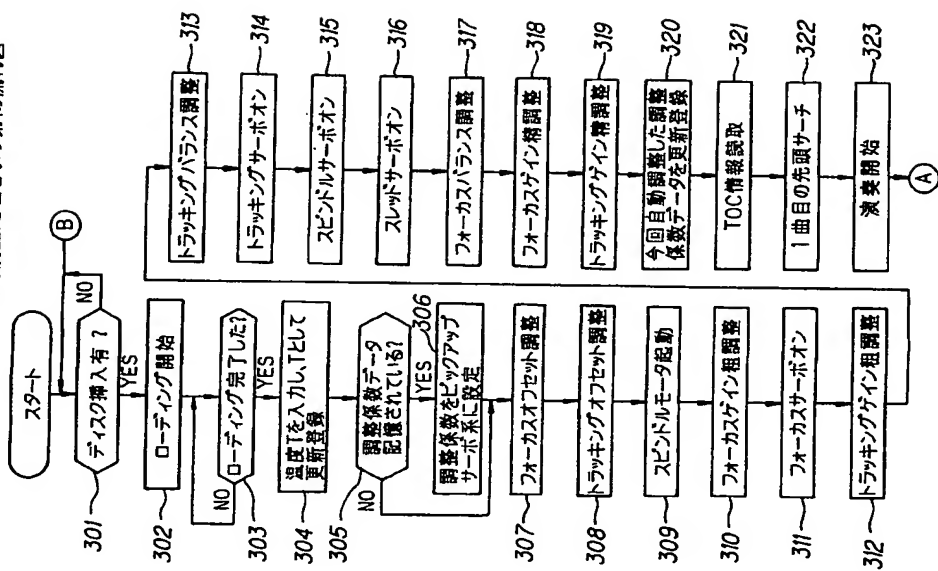 スタート
B
301
ディスク挿入有?
NO
YES
302
ローディング開始
303
ローディング完了した?
NO
YES
304
温度Tを入力し、Tとして
更新登録
305
調整係数データ
記憶されている?
NO
YES
306
調整係数をピックアップ
サーボ系に設定
307
フォーカスオフセット調整
308
トラッキングオフセット調整
309
スピンドルモータ起動
310
フォーカスゲイン粗調整
311
フォーカスサーボオン
312
トラッキングゲイン粗調整
トラッキングバランス調整
313
トラッキングサーボオン
314
スピンドルサーボオン
315
スレッドサーボオン
316
フォーカスバランス調整
317
フォーカスゲイン精調整
318
トラッキングゲイン精調整
319
今回自動調整した調整
係数データを更新登録
320
TOC情報読取
321
1曲目の先頭サーチ
322
演奏開始
323
A